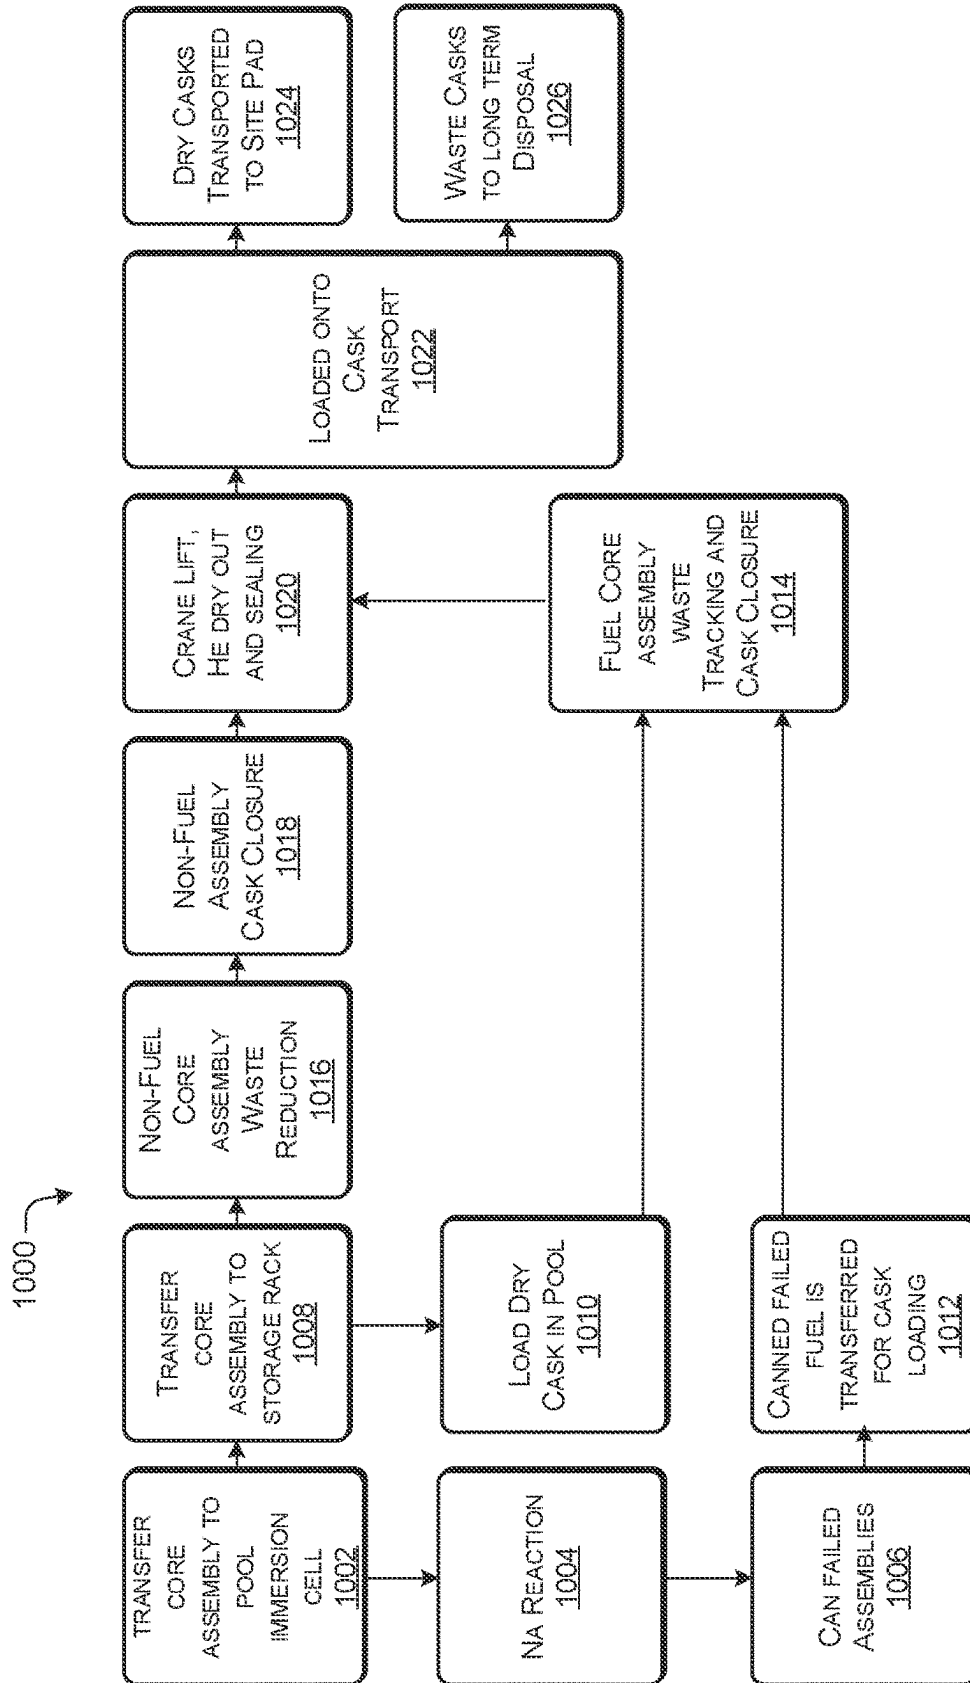 1000
TRANSFER
CORE
ASSEMBLY TO
POOL
IMMERSION
CELL
1002
NA REACTION
1004
CAN FAILED
ASSEMBLIES
1006
TRANSFER
CORE
ASSEMBLY TO
STORAGE RACK
1008
LOAD DRY
CASK IN POOL
1010
CANNED FAILED
FUEL IS
TRANSFERRED
FOR CASK
LOADING
1012
NON-FUEL
CORE
ASSEMBLY
WASTE
REDUCTION
1016
NON-FUEL
ASSEMBLY
CASK CLOSURE
1018
CRANE LIFT,
HE DRY OUT
AND SEALING
1020
FUEL CORE
ASSEMBLY
WASTE
TRACKING AND
CASK CLOSURE
1014
LOADED ONTO
CASK
TRANSPORT
1022
DRY CASKS
TRANSPORTED
TO SITE PAD
1024
WASTE CASKS
TO LONG TERM
DISPOSAL
1026